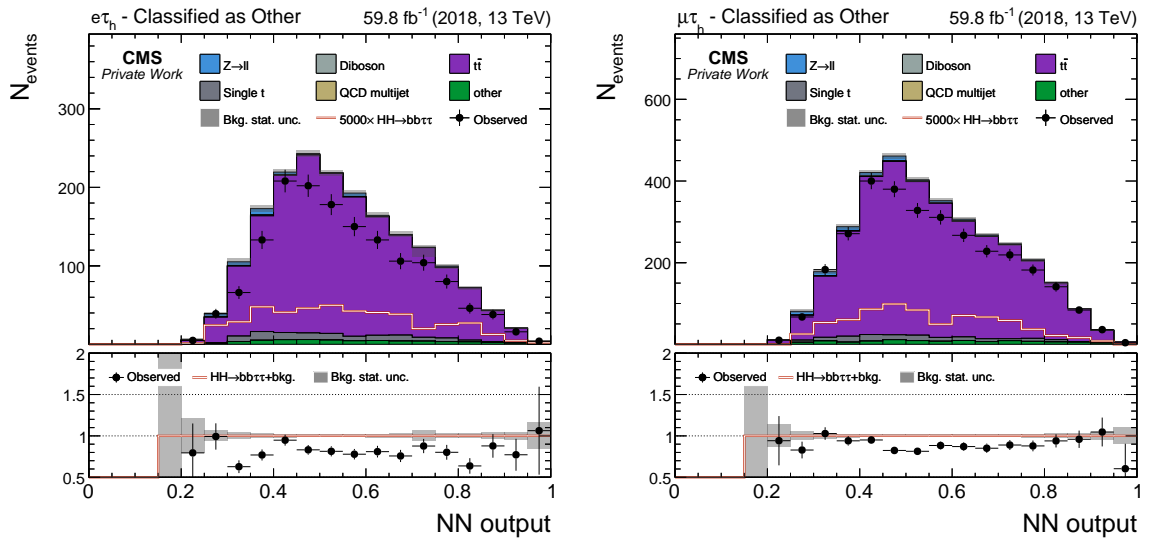 eτh - Classified as Other 59.8 fb-1 (2018, 13 TeV)
Nevents
CMS
Private Work
Z→ll Diboson tt̄
Single t QCD multijet other
Bkg. stat. unc. 5000× HH→bbττ Observed
300
200
100
2
1.5
1
0.5
Observed HH→bbττ+bkg. Bkg. stat. unc.
0 0.2 0.4 0.6 0.8 1
NN output
μτh - Classified as Other 59.8 fb-1 (2018, 13 TeV)
Nevents
CMS
Private Work
Z→ll Diboson tt̄
Single t QCD multijet other
Bkg. stat. unc. 5000× HH→bbττ Observed
600
400
200
2
1.5
1
0.5
Observed HH→bbττ+bkg. Bkg. stat. unc.
0 0.2 0.4 0.6 0.8 1
NN output